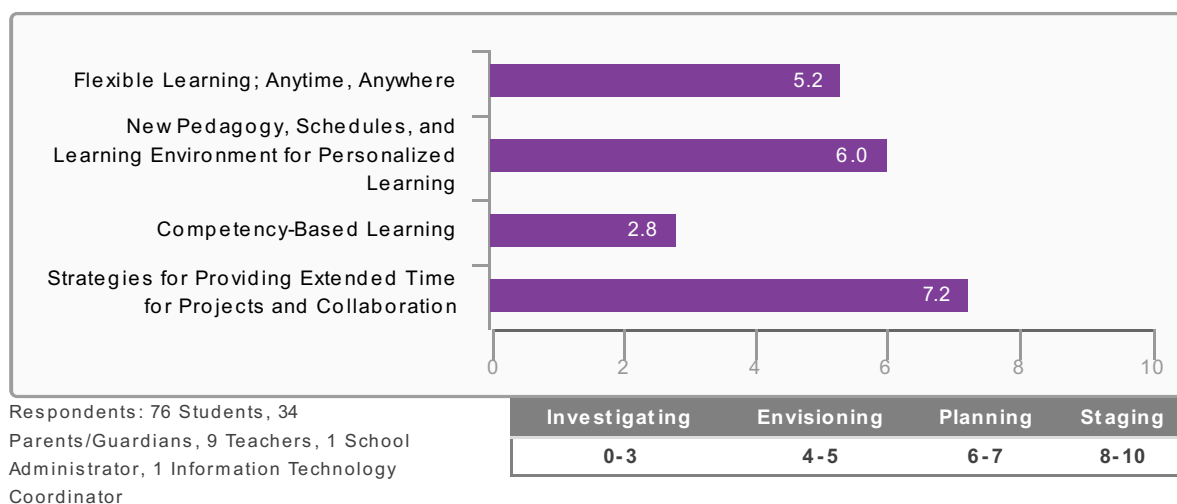 Flexible Learning; Anytime, Anywhere
5.2
New Pedagogy, Schedules, and
Learning Environment for Personalized
Learning
6.0
Competency-Based Learning
2.8
Strategies for Providing Extended Time
for Projects and Collaboration
7.2
0 2 4 6 8 10
Respondents: 76 Students, 34
Parents/Guardians, 9 Teachers, 1 School
Administrator, 1 Information Technology
Coordinator
Investigating Envisioning Planning Staging
0-3 4-5 6-7 8-10